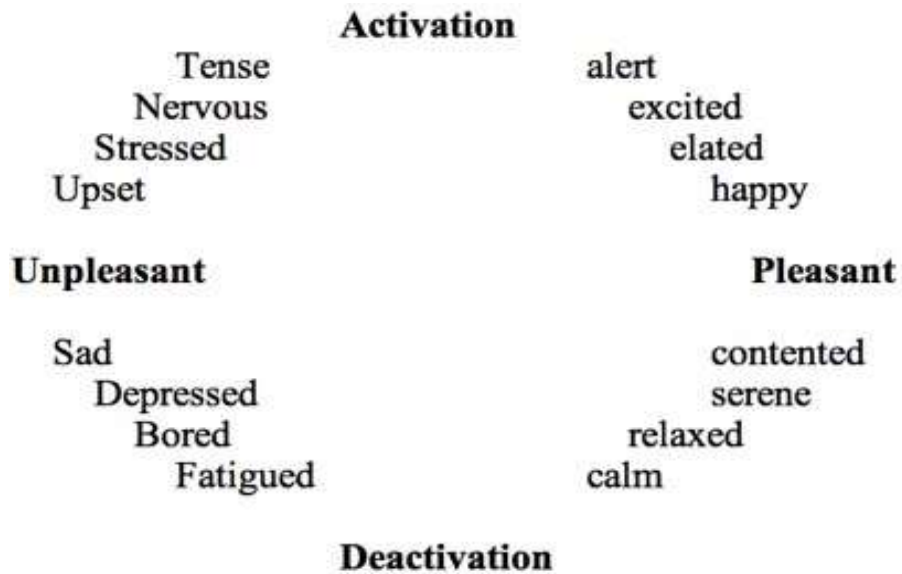 Activation
Tense alert
Nervous excited
Stressed elated
Upset happy
Unpleasant Pleasant
Sad contented
Depressed serene
Bored relaxed
Fatigued calm
Deactivation